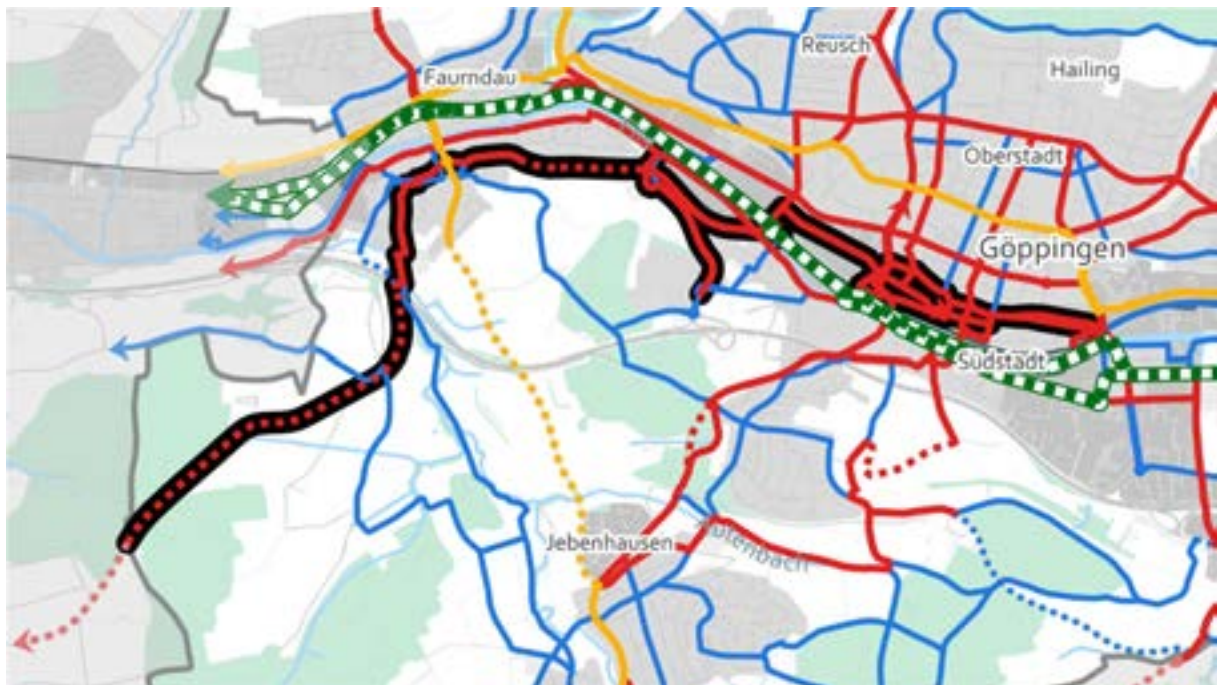 Reusch
Faurndau
Hailing
Oberstadt
Göppingen
Südstadt
Jebenhausen